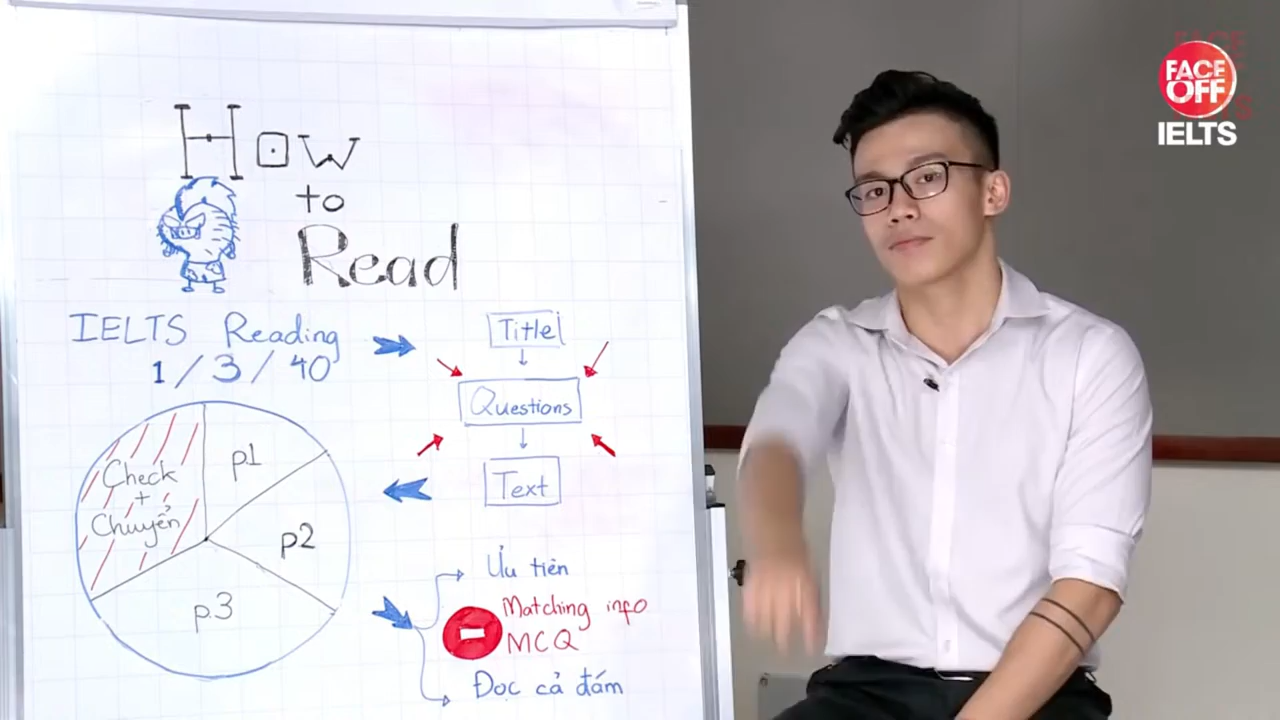 How
to
Read
IELTS Reading
1/3/40
Title
Questions
Text
Check
+
Chuyển
p1
p2
p.3
Ưu tiên
Matching info
MCQ
Đọc cả đám
FACE
OFF
IELTS